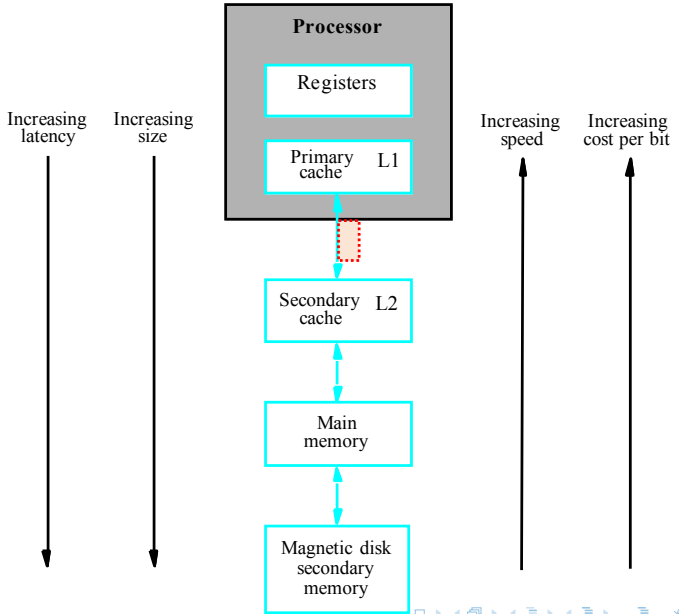 Processor
Registers
Increasing
latency
Increasing
size
Increasing
speed
Increasing
cost per bit
Primary
cache
L1
Secondary
cache
L2
Main
memory
Magnetic disk
secondary
memory